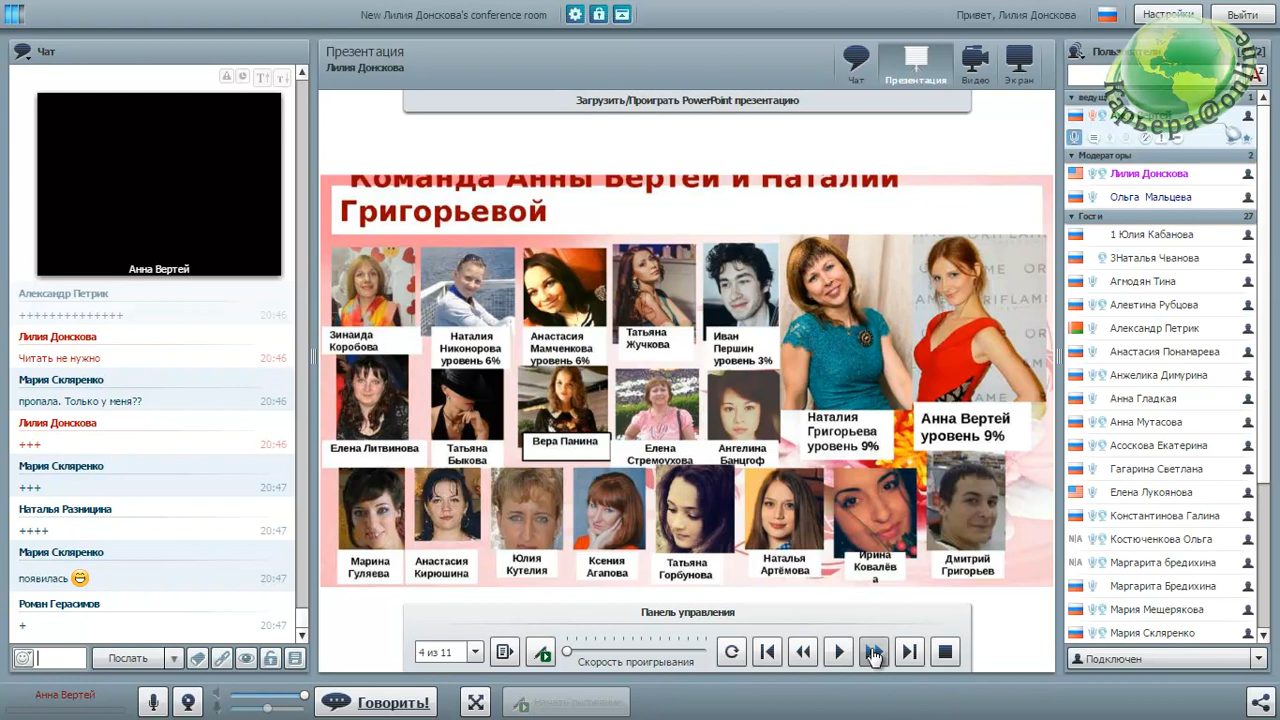 New Лилия Донскова's conference room
Привет, Лилия Донскова
Настройки
Выйти
Чат
Анна Вертей
Александр Петрик
+++++++++++++++
20:46
Лилия Донскова
Читать не нужно
20:46
Мария Скляренко
пропала. Только у меня??
20:46
Лилия Донскова
+++
20:46
Мария Скляренко
+++
20:47
Наталья Разницина
++++
20:47
Мария Скляренко
появилась
20:47
Роман Герасимов
+
20:47
Послать
Презентация
Лилия Донскова
Чат
Презентация
Видео
Экран
Загрузить/Проиграть PowerPoint презентацию
Команда Анны Вертей и Наталии
Григорьевой
Зинаида
Коробова
Наталия
Никонорова
уровень 6%
Анастасия
Мамченкова
уровень 6%
Татьяна
Жучкова
Иван
Першин
уровень 3%
Елена Литвинова
Татьяна
Быкова
Вера Панина
Елена
Стремоухова
Ангелина
Банцгоф
Наталия
Григорьева
уровень 9%
Анна Вертей
уровень 9%
Марина
Гуляева
Анастасия
Кирюшина
Юлия
Кутелия
Ксения
Агапова
Татьяна
Горбунова
Наталья
Артёмова
Ирина
Ковалёв
а
Дмитрий
Григорьев
Панель управления
4 из 11
Скорость проигрывания
карьера@online
Модераторы
2
Лилия Донскова
Ольга Мальцева
Гости
27
1 Юлия Кабанова
3Наталья Чванова
Агмодян Тина
Алевтина Рубцова
Александр Петрик
Анастасия Понамарева
Анжелика Димурина
Анна Гладкая
Анна Мутасова
Асоскова Екатерина
Гагарина Светлана
Елена Лукоянова
Константинова Галина
N/A Костюченкова Ольга
N/A Маргарита бредихина
N/A Маргарита Бредихина
Мария Мещерякова
Мария Скляренко
Подключен
Анна Вертей
Говорить!